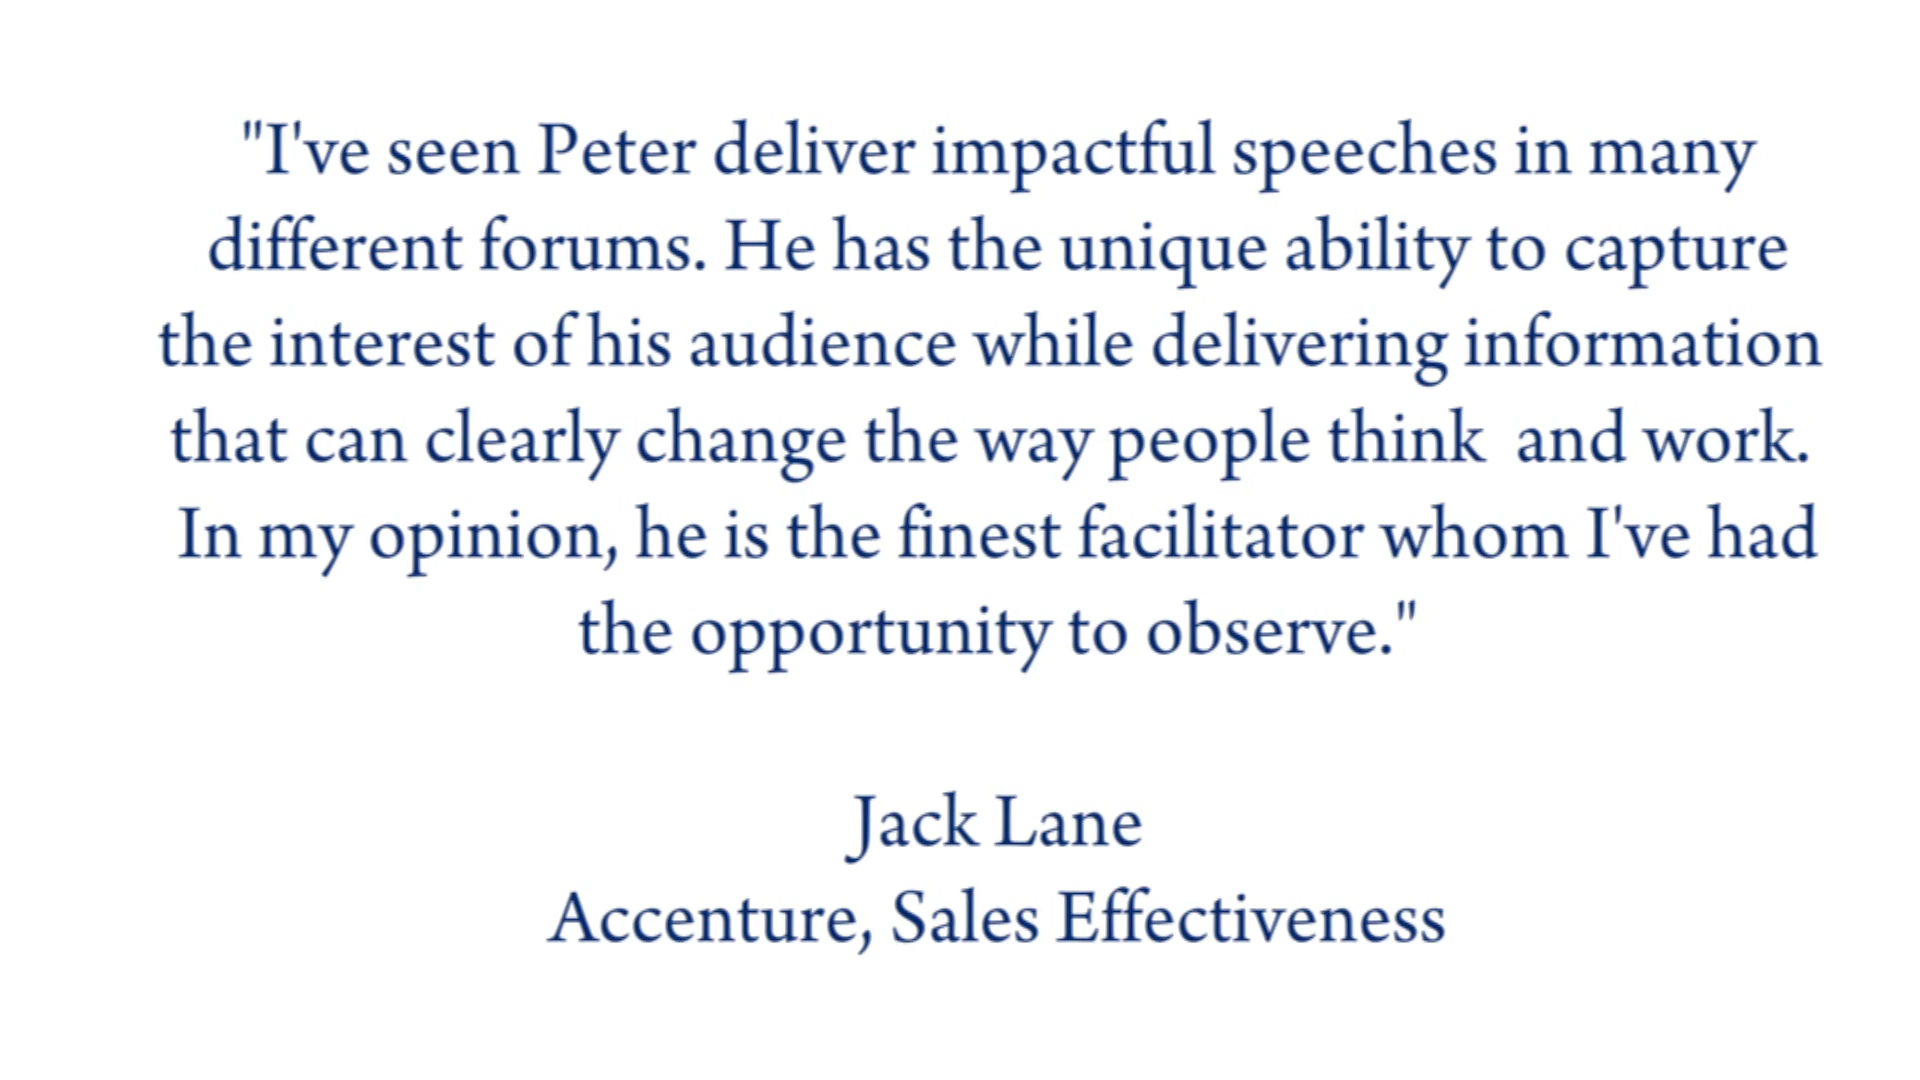 "I've seen Peter deliver impactful speeches in many
different forums. He has the unique ability to capture
the interest of his audience while delivering information
that can clearly change the way people think  and work.
In my opinion, he is the finest facilitator whom I've had
the opportunity to observe."
Jack Lane
Accenture, Sales Effectiveness